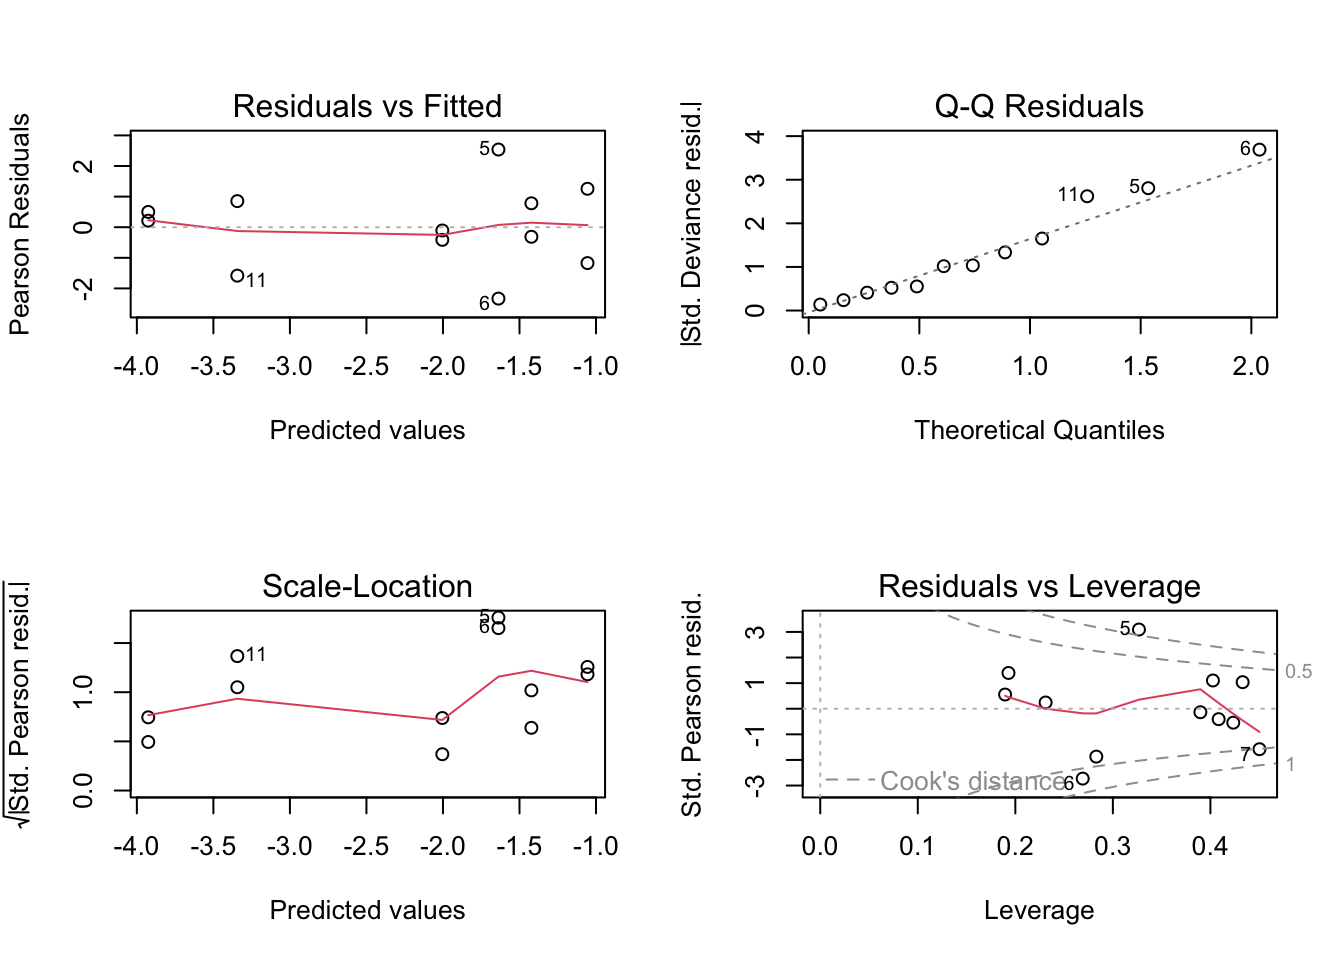 Residuals vs Fitted
Pearson Residuals
2
0
-2
5
11
6
-4.0 -3.5 -3.0 -2.5 -2.0 -1.5 -1.0
Predicted values
Q-Q Residuals
|Std. Deviance resid.|
4
3
2
1
0
11
5
6
0.0 0.5 1.0 1.5 2.0
Theoretical Quantiles
Scale-Location
√|Std. Pearson resid.|
1.0
0.0
11
5
6
-4.0 -3.5 -3.0 -2.5 -2.0 -1.5 -1.0
Predicted values
Residuals vs Leverage
Std. Pearson resid.
3
1
-1
-3
5
0.5
7
1
Cook's distance
6
0.0 0.1 0.2 0.3 0.4
Leverage